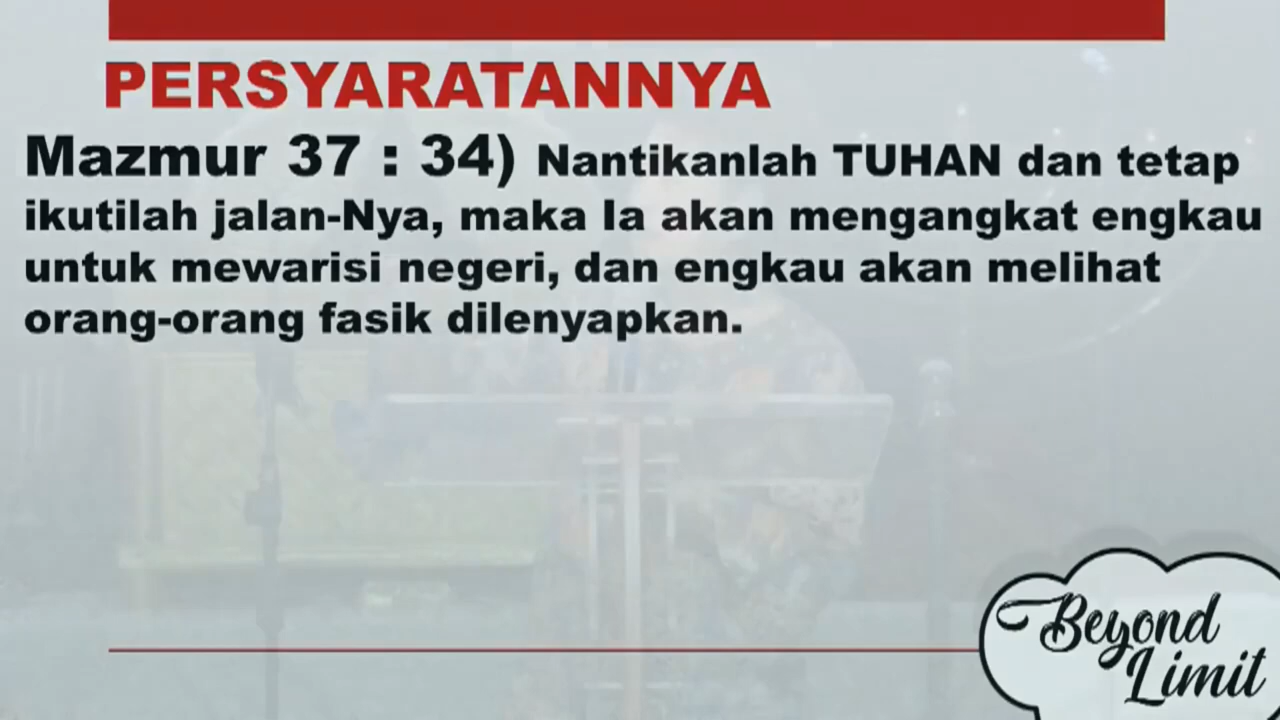 PERSYARATANNYA
Mazmur 37 : 34) Nantikanlah TUHAN dan tetap
ikutilah jalan-Nya, maka Ia akan mengangkat engkau
untuk mewarisi negeri, dan engkau akan melihat
orang-orang fasik dilenyapkan.
Beyond
Limit